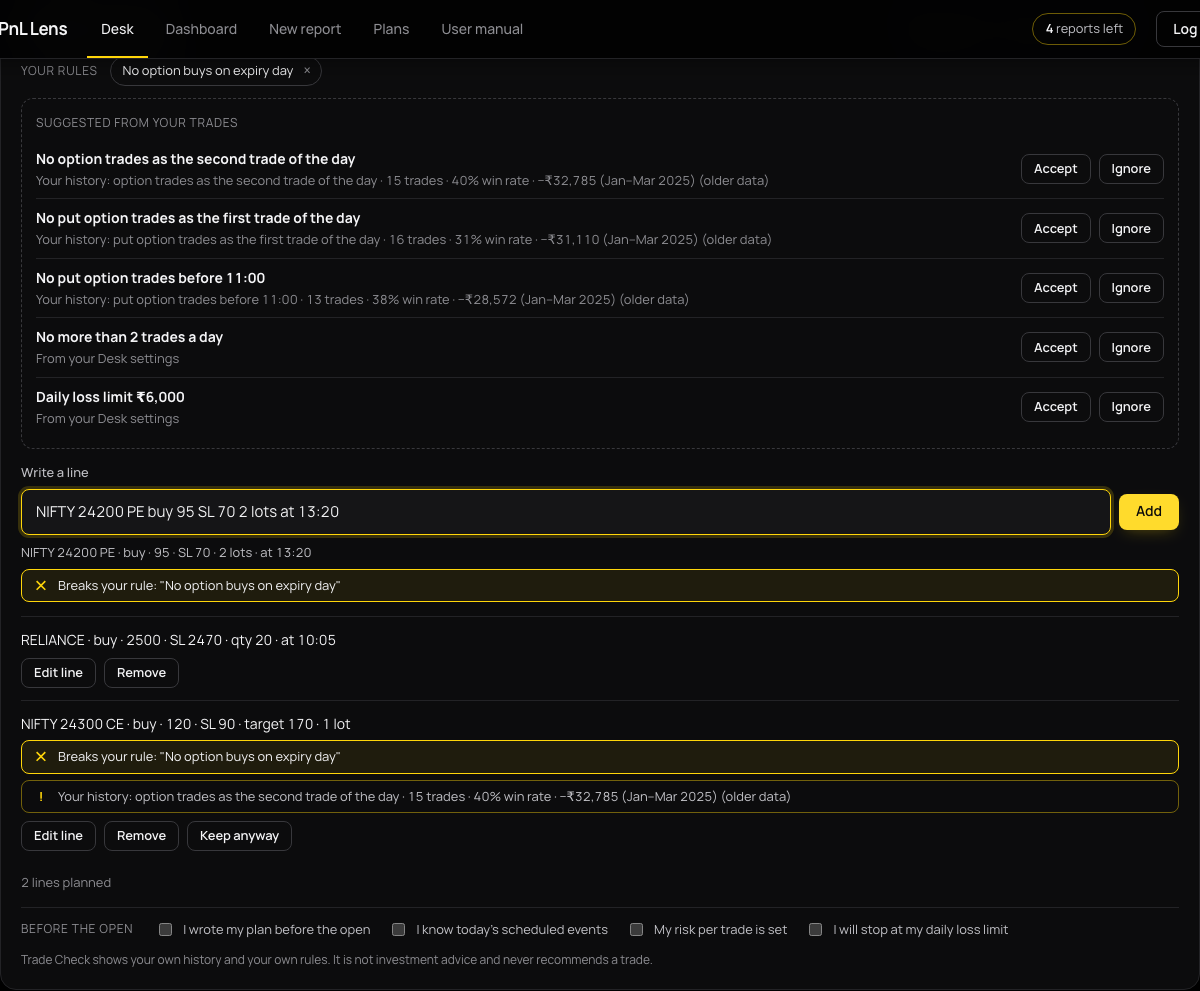 PnL Lens Desk Dashboard New report Plans User manual 4 reports left Log
YOUR RULES No option buys on expiry day ×
SUGGESTED FROM YOUR TRADES
No option trades as the second trade of the day
Your history: option trades as the second trade of the day · 15 trades · 40% win rate · −₹32,785 (Jan–Mar 2025) (older data)
Accept Ignore
No put option trades as the first trade of the day
Your history: put option trades as the first trade of the day · 16 trades · 31% win rate · −₹31,110 (Jan–Mar 2025) (older data)
Accept Ignore
No put option trades before 11:00
Your history: put option trades before 11:00 · 13 trades · 38% win rate · −₹28,572 (Jan–Mar 2025) (older data)
Accept Ignore
No more than 2 trades a day
From your Desk settings
Accept Ignore
Daily loss limit ₹6,000
From your Desk settings
Accept Ignore
Write a line
NIFTY 24200 PE buy 95 SL 70 2 lots at 13:20 Add
NIFTY 24200 PE · buy · 95 · SL 70 · 2 lots · at 13:20
✕ Breaks your rule: "No option buys on expiry day"
RELIANCE · buy · 2500 · SL 2470 · qty 20 · at 10:05
Edit line Remove
NIFTY 24300 CE · buy · 120 · SL 90 · target 170 · 1 lot
✕ Breaks your rule: "No option buys on expiry day"
! Your history: option trades as the second trade of the day · 15 trades · 40% win rate · −₹32,785 (Jan–Mar 2025) (older data)
Edit line Remove Keep anyway
2 lines planned
BEFORE THE OPEN I wrote my plan before the open I know today's scheduled events My risk per trade is set I will stop at my daily loss limit
Trade Check shows your own history and your own rules. It is not investment advice and never recommends a trade.